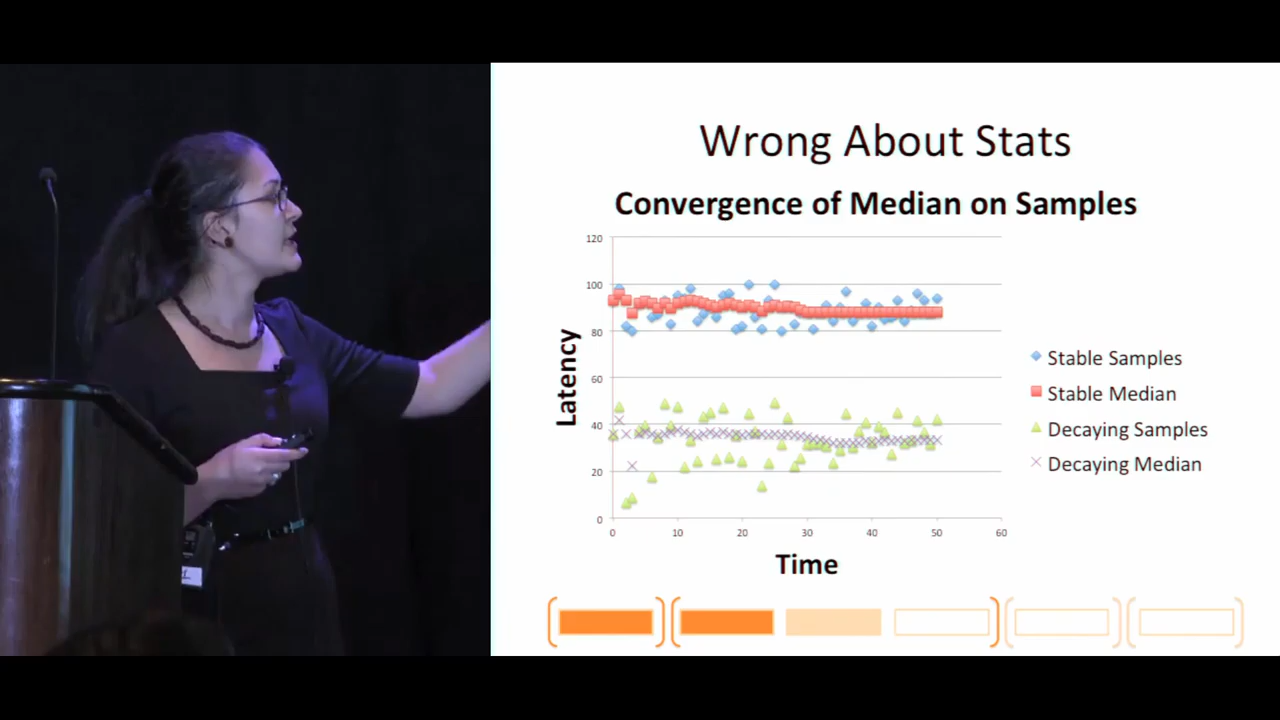 Wrong About Stats
Convergence of Median on Samples
120
100
80
60
40
20
0
Latency
0 10 20 30 40 50 60
Time
Stable Samples
Stable Median
Decaying Samples
Decaying Median